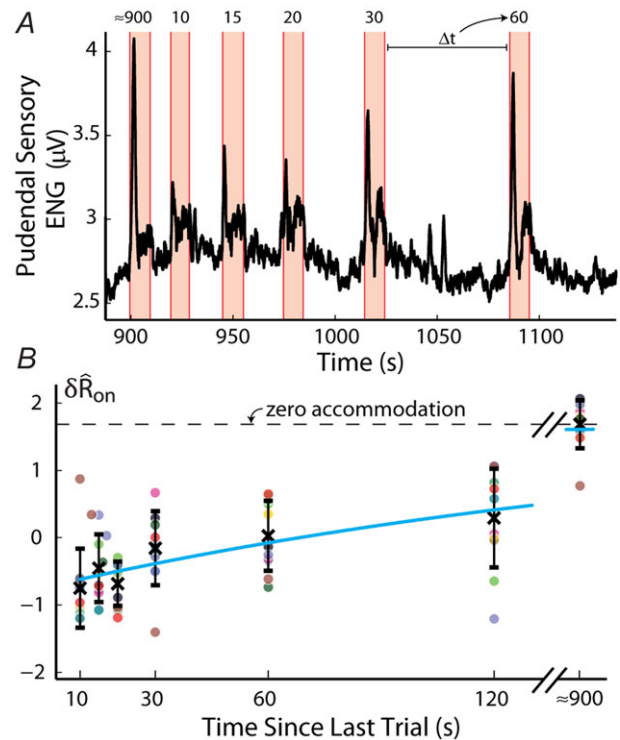 A
≈900 10 15 20 30 60
Δt
4
3.5
3
2.5
Pudendal Sensory
ENG (μV)
900 950 1000 1050 1100
Time (s)
B
δR̂on
zero accommodation
2
1
0
−1
−2
10 30 60 120 ≈900
Time Since Last Trial (s)